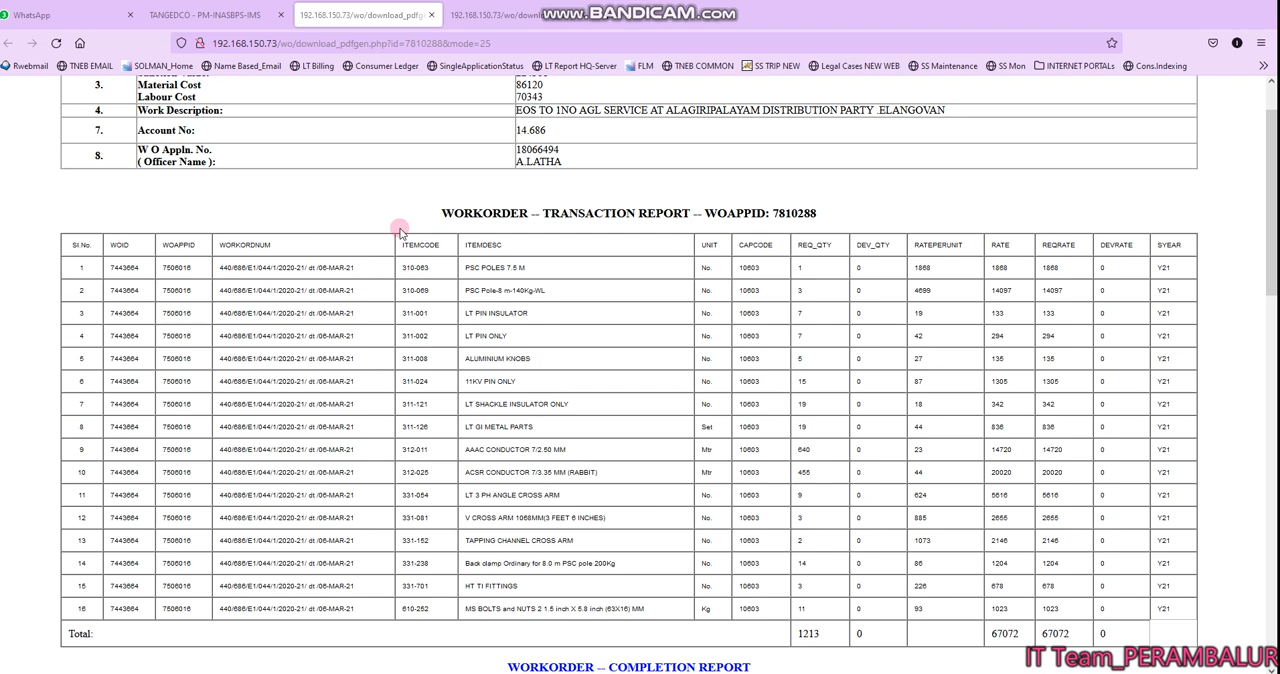 WhatsApp × TANGEDCO - PM-INASBPS-IMS × 192.168.150.73/wo/download_pdfge × 192.168.150.73/wo/download
www.BANDICAM.com
192.168.150.73/wo/download_pdfgen.php?id=7810288&mode=25
Rwebmail TNEB EMAIL SOLMAN_Home Name Based_Email LT Billing Consumer Ledger SingleApplicationStatus LT Report HQ-Server FLM TNEB COMMON SS TRIP NEW Legal Cases NEW WEB SS Maintenance SS Mon INTERNET PORTALs Cons.Indexing
3. Material Cost 86120
Labour Cost 70343
4. Work Description: EOS TO 1NO AGL SERVICE AT ALAGIRIPALAYAM DISTRIBUTION PARTY .ELANGOVAN
7. Account No: 14.686
8. W O Appln. No. 18066494
( Officer Name ): A.LATHA
WORKORDER -- TRANSACTION REPORT -- WOAPPID: 7810288
Sl.No. WOID WOAPPID WORKORDNUM ITEMCODE ITEMDESC UNIT CAPCODE REQ_QTY DEV_QTY RATEPERUNIT RATE REQRATE DEVRATE SYEAR
1 7443664 7506016 440/686/E1/044/1/2020-21/ dt /06-MAR-21 310-063 PSC POLES 7.5 M No. 10603 1 0 1868 1868 1868 0 Y21
2 7443664 7506016 440/686/E1/044/1/2020-21/ dt /06-MAR-21 310-069 PSC Pole-8 m-140Kg-WL No. 10603 3 0 4699 14097 14097 0 Y21
3 7443664 7506016 440/686/E1/044/1/2020-21/ dt /06-MAR-21 311-001 LT PIN INSULATOR No. 10603 7 0 19 133 133 0 Y21
4 7443664 7506016 440/686/E1/044/1/2020-21/ dt /06-MAR-21 311-002 LT PIN ONLY No. 10603 7 0 42 294 294 0 Y21
5 7443664 7506016 440/686/E1/044/1/2020-21/ dt /06-MAR-21 311-008 ALUMINIUM KNOBS No. 10603 5 0 27 135 135 0 Y21
6 7443664 7506016 440/686/E1/044/1/2020-21/ dt /06-MAR-21 311-024 11KV PIN ONLY No. 10603 15 0 87 1305 1305 0 Y21
7 7443664 7506016 440/686/E1/044/1/2020-21/ dt /06-MAR-21 311-121 LT SHACKLE INSULATOR ONLY No. 10603 19 0 18 342 342 0 Y21
8 7443664 7506016 440/686/E1/044/1/2020-21/ dt /06-MAR-21 311-126 LT GI METAL PARTS Set 10603 19 0 44 836 836 0 Y21
9 7443664 7506016 440/686/E1/044/1/2020-21/ dt /06-MAR-21 312-011 AAAC CONDUCTOR 7/2.50 MM Mtr 10603 640 0 23 14720 14720 0 Y21
10 7443664 7506016 440/686/E1/044/1/2020-21/ dt /06-MAR-21 312-025 ACSR CONDUCTOR 7/3.35 MM (RABBIT) Mtr 10603 455 0 44 20020 20020 0 Y21
11 7443664 7506016 440/686/E1/044/1/2020-21/ dt /06-MAR-21 331-054 LT 3 PH ANGLE CROSS ARM No. 10603 9 0 624 5616 5616 0 Y21
12 7443664 7506016 440/686/E1/044/1/2020-21/ dt /06-MAR-21 331-081 V CROSS ARM 1068MM(3 FEET 6 INCHES) No. 10603 3 0 885 2655 2655 0 Y21
13 7443664 7506016 440/686/E1/044/1/2020-21/ dt /06-MAR-21 331-152 TAPPING CHANNEL CROSS ARM No. 10603 2 0 1073 2146 2146 0 Y21
14 7443664 7506016 440/686/E1/044/1/2020-21/ dt /06-MAR-21 331-238 Back clamp Ordinary for 8.0 m PSC pole 200Kg No. 10603 14 0 86 1204 1204 0 Y21
15 7443664 7506016 440/686/E1/044/1/2020-21/ dt /06-MAR-21 331-701 HT TI FITTINGS No. 10603 3 0 226 678 678 0 Y21
16 7443664 7506016 440/686/E1/044/1/2020-21/ dt /06-MAR-21 610-252 MS BOLTS and NUTS 2 1.5 inch X 5.8 inch (63X16) MM Kg 10603 11 0 93 1023 1023 0 Y21
Total: 1213 0 67072 67072 0
IT Team_PERAMBALUR
WORKORDER -- COMPLETION REPORT